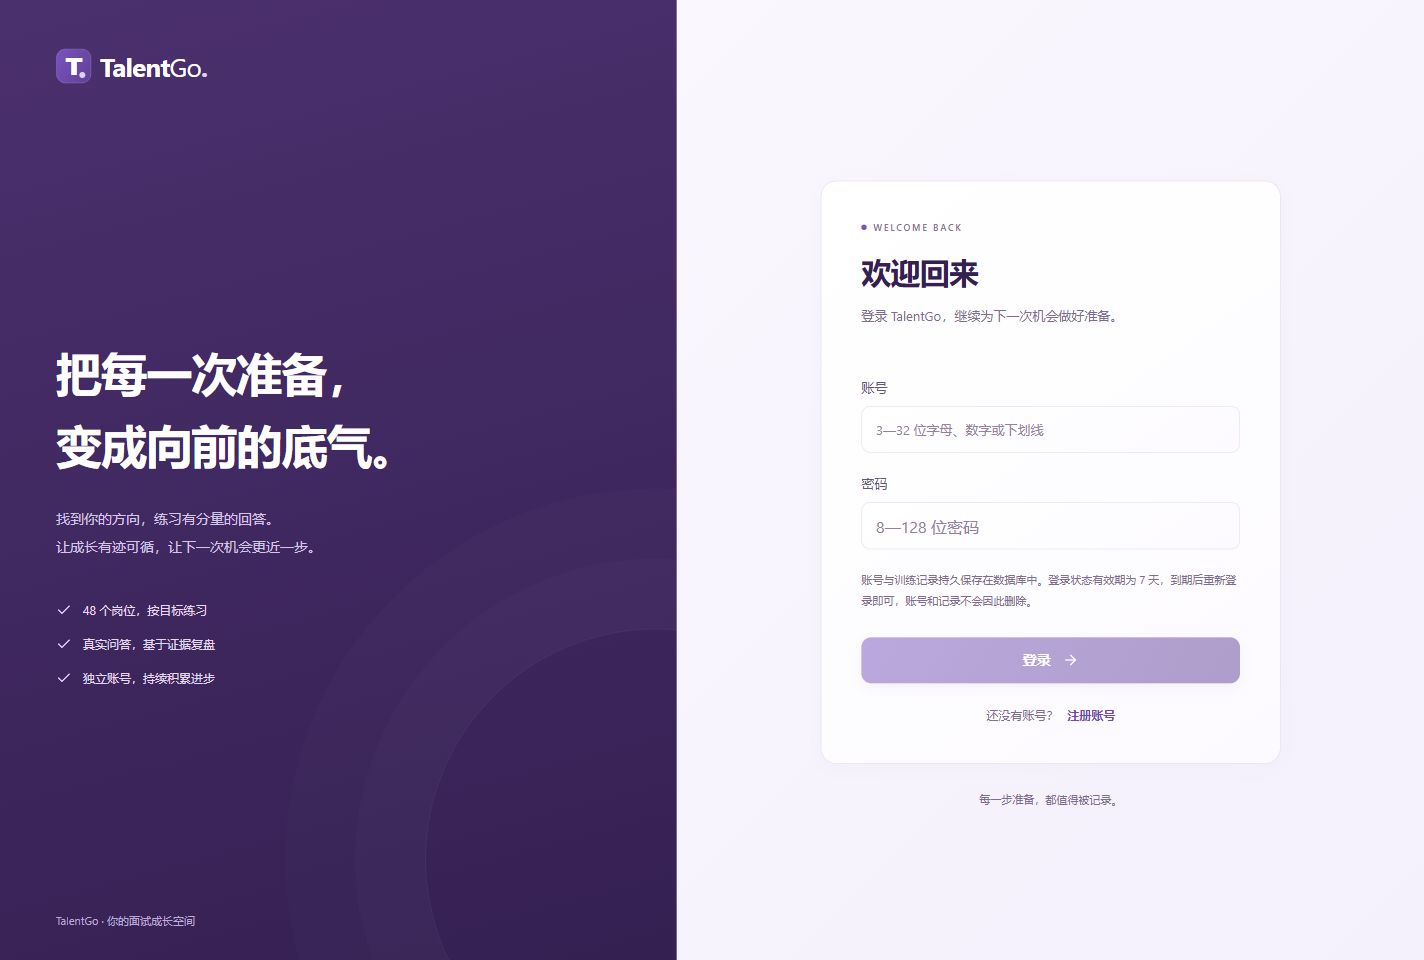 T.
TalentGo.
把每一次准备，
变成向前的底气。
找到你的方向，练习有分量的回答。
让成长有迹可循，让下一次机会更近一步。
48 个岗位，按目标练习
真实问答，基于证据复盘
独立账号，持续积累进步
TalentGo · 你的面试成长空间
WELCOME BACK
欢迎回来
登录 TalentGo，继续为下一次机会做好准备。
账号
3—32 位字母、数字或下划线
密码
8—128 位密码
账号与训练记录持久保存在数据库中。登录状态有效期为 7 天，到期后重新登
录即可，账号和记录不会因此删除。
登录 →
还没有账号？ 注册账号
每一步准备，都值得被记录。